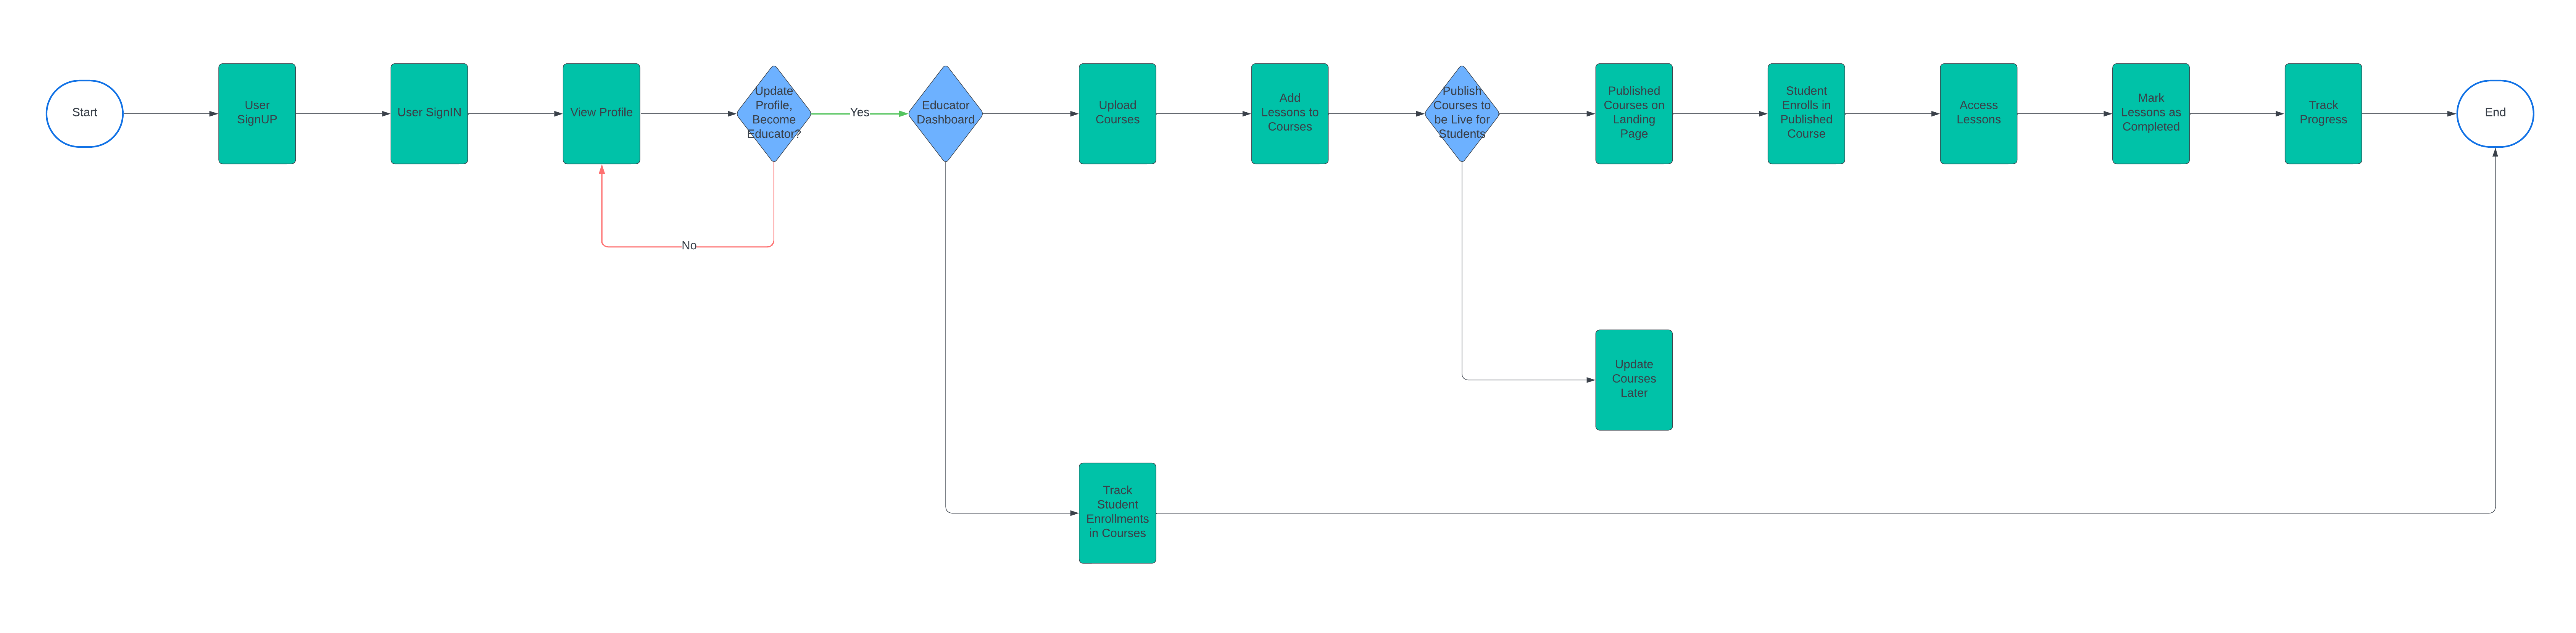 Start
User
SignUP
User SignIN
View Profile
Update
Profile,
Become
Educator?
Yes
No
Educator
Dashboard
Upload
Courses
Add
Lessons to
Courses
Publish
Courses to
be Live for
Students
Published
Courses on
Landing
Page
Student
Enrolls in
Published
Course
Access
Lessons
Mark
Lessons as
Completed
Track
Progress
End
Update
Courses
Later
Track
Student
Enrollments
in Courses